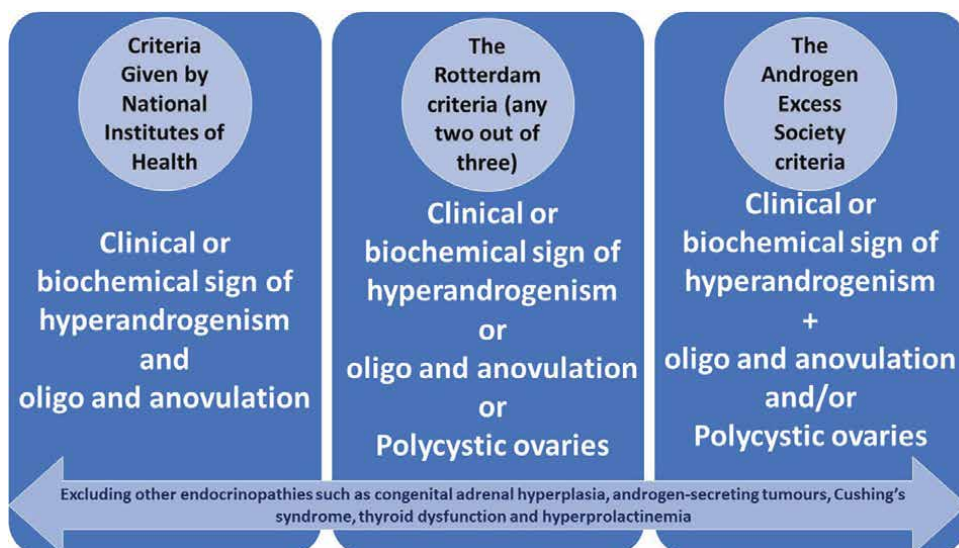 Criteria
Given by
National
Institutes of
Health
Clinical or
biochemical sign of
hyperandrogenism
and
oligo and anovulation
The
Rotterdam
criteria (any
two out of
three)
Clinical or
biochemical sign of
hyperandrogenism
or
oligo and anovulation
or
Polycystic ovaries
The
Androgen
Excess
Society
criteria
Clinical or
biochemical sign of
hyperandrogenism
+
oligo and anovulation
and/or
Polycystic ovaries
Excluding other endocrinopathies such as congenital adrenal hyperplasia, androgen-secreting tumours, Cushing's
syndrome, thyroid dysfunction and hyperprolactinemia